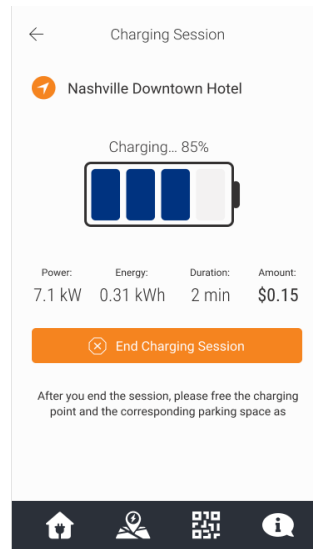 Charging Session
Nashville Downtown Hotel
Charging... 85%
Power: Energy: Duration: Amount:
7.1 kW 0.31 kWh 2 min $0.15
End Charging Session
After you end the session, please free the charging
point and the corresponding parking space as